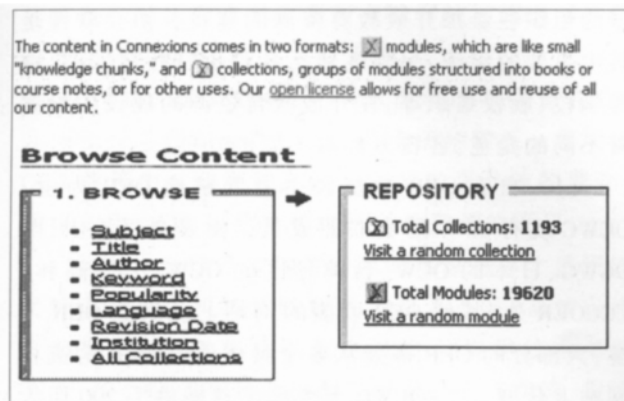 The content in Connexions comes in two formats: modules, which are like small
"knowledge chunks," and collections, groups of modules structured into books or
course notes, or for other uses. Our open license allows for free use and reuse of all
our content.
Browse Content
1. BROWSE
Subject
Title
Author
Keyword
Popularity
Language
Revision Date
Institution
All Collections
REPOSITORY
Total Collections: 1193
Visit a random collection
Total Modules: 19620
Visit a random module